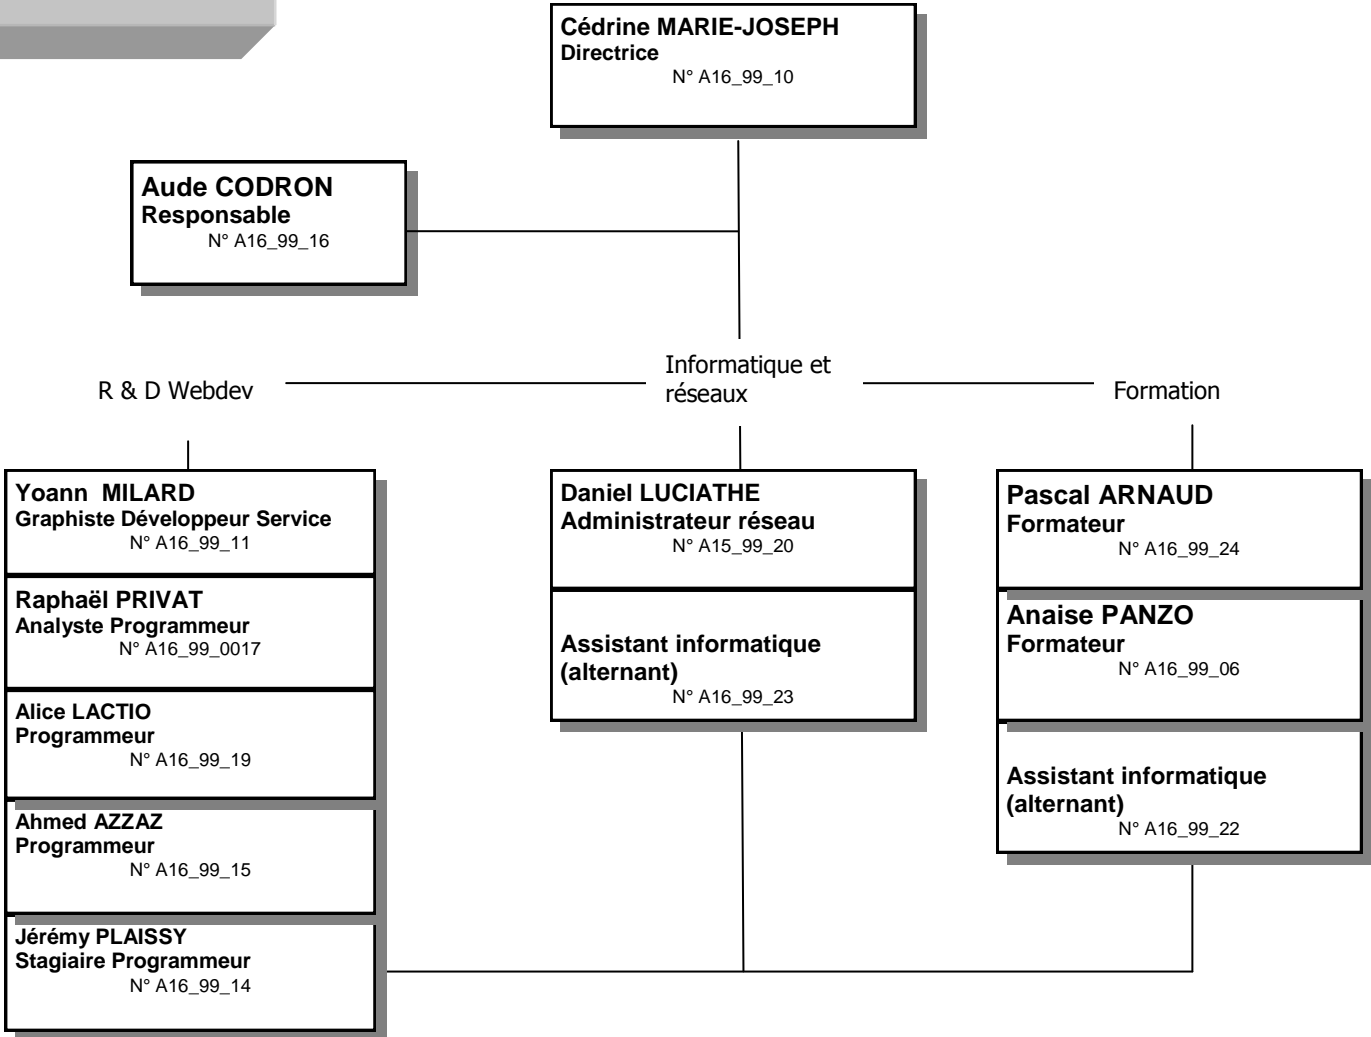 Cédrine MARIE-JOSEPH
Directrice
N° A16_99_10
Aude CODRON
Responsable
N° A16_99_16
R & D Webdev
Informatique et
réseaux
Formation
Yoann MILARD
Graphiste Développeur Service
N° A16_99_11
Raphaël PRIVAT
Analyste Programmeur
N° A16_99_0017
Alice LACTIO
Programmeur
N° A16_99_19
Ahmed AZZAZ
Programmeur
N° A16_99_15
Jérémy PLAISSY
Stagiaire Programmeur
N° A16_99_14
Daniel LUCIATHE
Administrateur réseau
N° A15_99_20
Assistant informatique
(alternant)
N° A16_99_23
Pascal ARNAUD
Formateur
N° A16_99_24
Anaise PANZO
Formateur
N° A16_99_06
Assistant informatique
(alternant)
N° A16_99_22